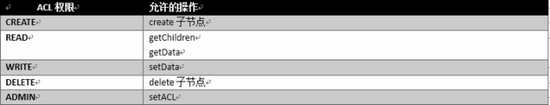 ACL 权限 允许的操作
CREATE create 子节点
READ getChildren
getData
WRITE setData
DELETE delete 子节点
ADMIN setACL